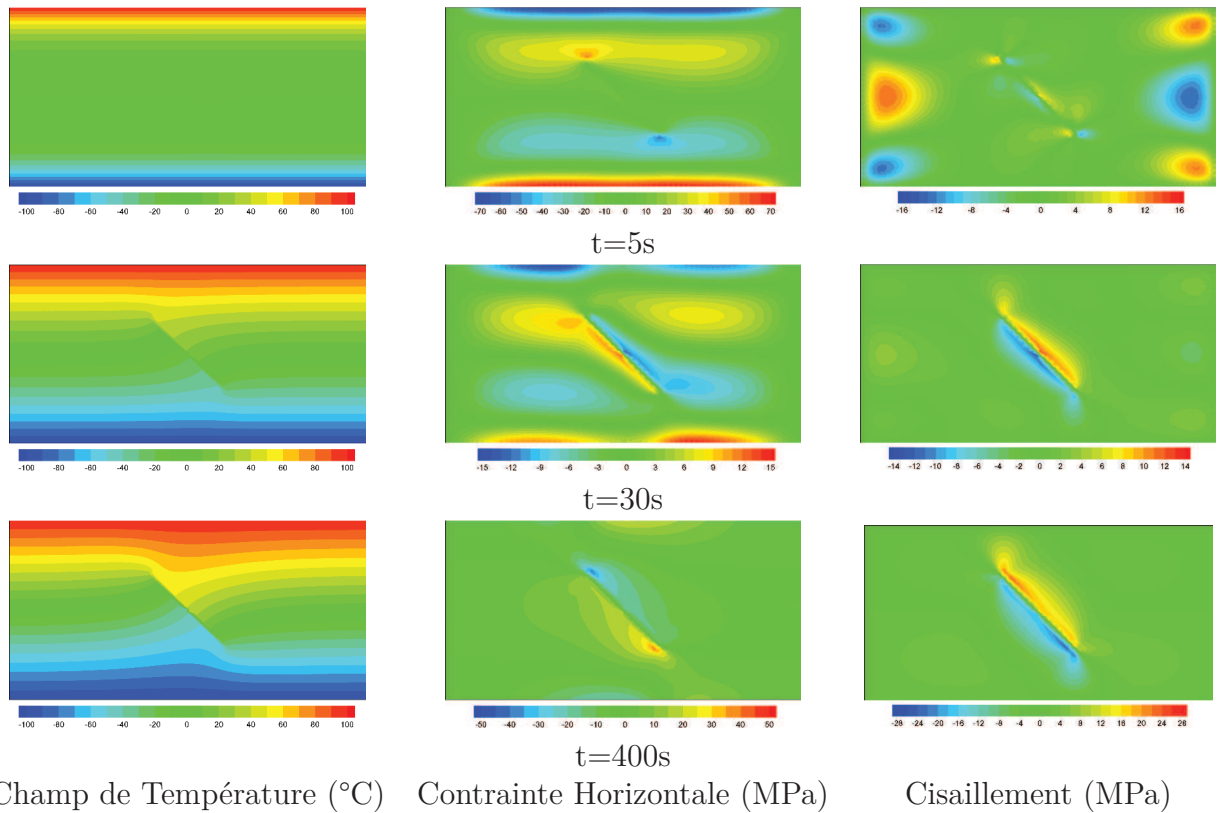 -100 -80 -60 -40 -20 0 20 40 60 80 100
-70 -60 -50 -40 -30 -20 -10 0 10 20 30 40 50 60 70
-16 -12 -8 -4 0 4 8 12 16
t=5s
-100 -80 -60 -40 -20 0 20 40 60 80 100
-15 -12 -9 -6 -3 0 3 6 9 12 15
-14 -12 -10 -8 -6 -4 -2 0 2 4 6 8 10 12 14
t=30s
-100 -80 -60 -40 -20 0 20 40 60 80 100
-50 -40 -30 -20 -10 0 10 20 30 40 50
-28 -24 -20 -16 -12 -8 -4 0 4 8 12 16 20 24 28
t=400s
Champ de Température (°C) Contrainte Horizontale (MPa) Cisaillement (MPa)